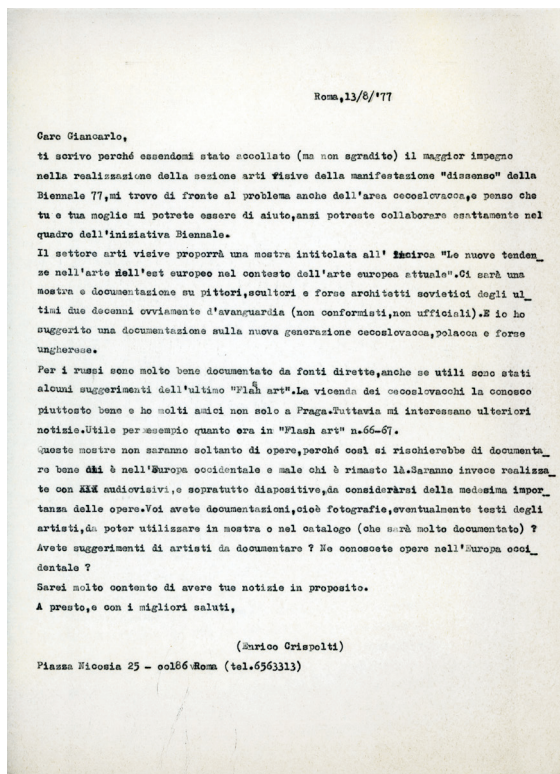 Roma,13/8/'77
Caro Giancarlo,
ti scrivo perché essendomi stato accollato (ma non sgradito) il maggior impegno
nella realizzazione della sezione arti fisive della manifestazione "dissenso" della
Biennale 77,mi trovo di fronte al problema anche dell'area cecoslovacca,e penso che
tu e tua moglie mi potrete essere di aiuto,anzi potreste collaborare esattamente nel
quadro dell'iniziativa Biennale.
Il settore arti visive proporrà una mostra intitolata all' incirca "Le nuove tenden_
ze nell'arte dell'est europeo nel contesto dell'arte europea attuale".Ci sarà una
mostra e documentazione su pittori,scultori e forse architetti sovietici degli ul_
timi due decenni ovviamente d'avanguardia (non conformisti,non ufficiali).E io ho
suggerito una documentazione sulla nuova generazione cecoslovacca,polacca e forse
ungherese.
Per i russi sono molto bene documentato da fonti dirette,anche se utili sono stati
alcuni suggerimenti dell'ultimo "Flash art".La vicenda dei cecoslovacchi la conosco
piuttosto bene e ho molti amici non solo a Praga.Tuttavia mi interessano ulteriori
notizie.Utile per esempio quanto era in "Flash art" n.66-67.
Queste mostre non saranno soltanto di opere,perché così si rischierebbe di documenta_
re bene chi è nell'Europa occidentale e male chi è rimasto là.Saranno invece realizza_
te con XXX audiovisivi,e sopratutto diapositive,da considerarsi della medesima impor_
tanza delle opere.Voi avete documentazioni,cioè fotografie,eventualmente testi degli
artisti,da poter utilizzare in mostra o nel catalogo (che sarà molto documentato) ?
Avete suggerimenti di artisti da documentare ? Ne conoscete opere nell'Europa occi_
dentale ?
Sarei molto contento di avere tue notizie in proposito.
A presto,e con i migliori saluti,
(Enrico Crispolti)
Piazza Nicosia 25 - oo186 Roma (tel.6563313)